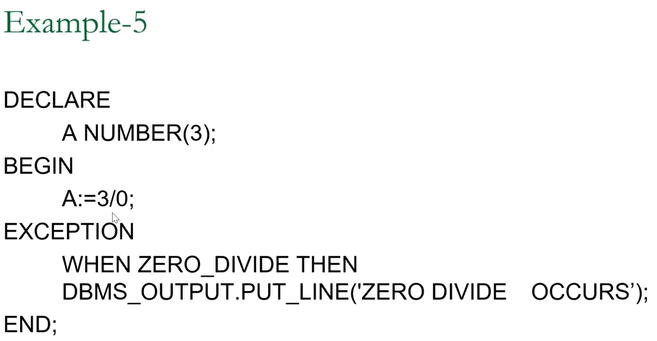 Example-5
DECLARE
A NUMBER(3);
BEGIN
A:=3/0;
EXCEPTION
WHEN ZERO_DIVIDE THEN
DBMS_OUTPUT.PUT_LINE('ZERO DIVIDE    OCCURS’);
END;